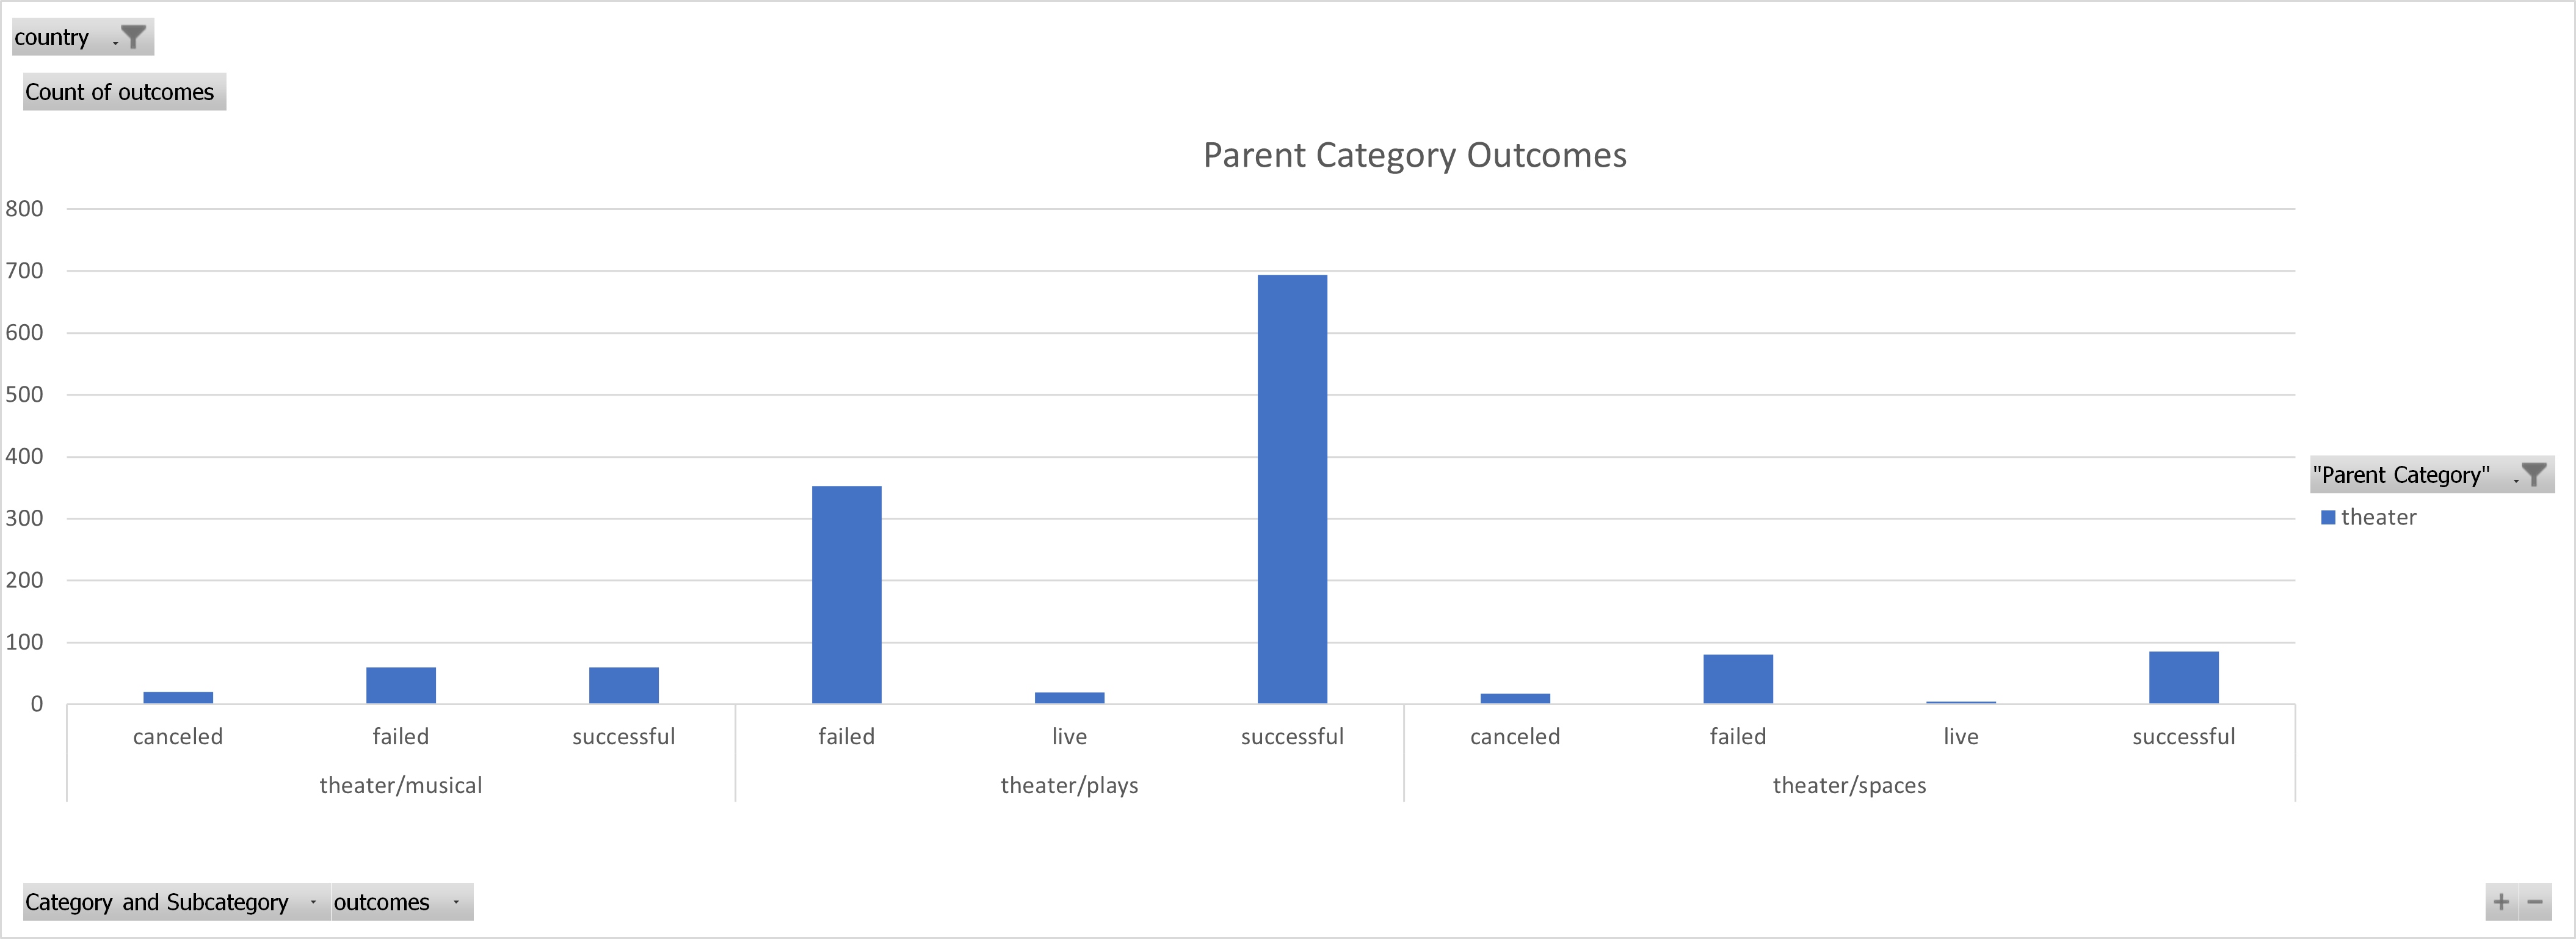 country
Count of outcomes
Parent Category Outcomes
800
700
600
500
400
300
200
100
0
canceled failed successful failed live successful canceled failed live successful
theater/musical theater/plays theater/spaces
"Parent Category"
theater
Category and Subcategory outcomes
+ −